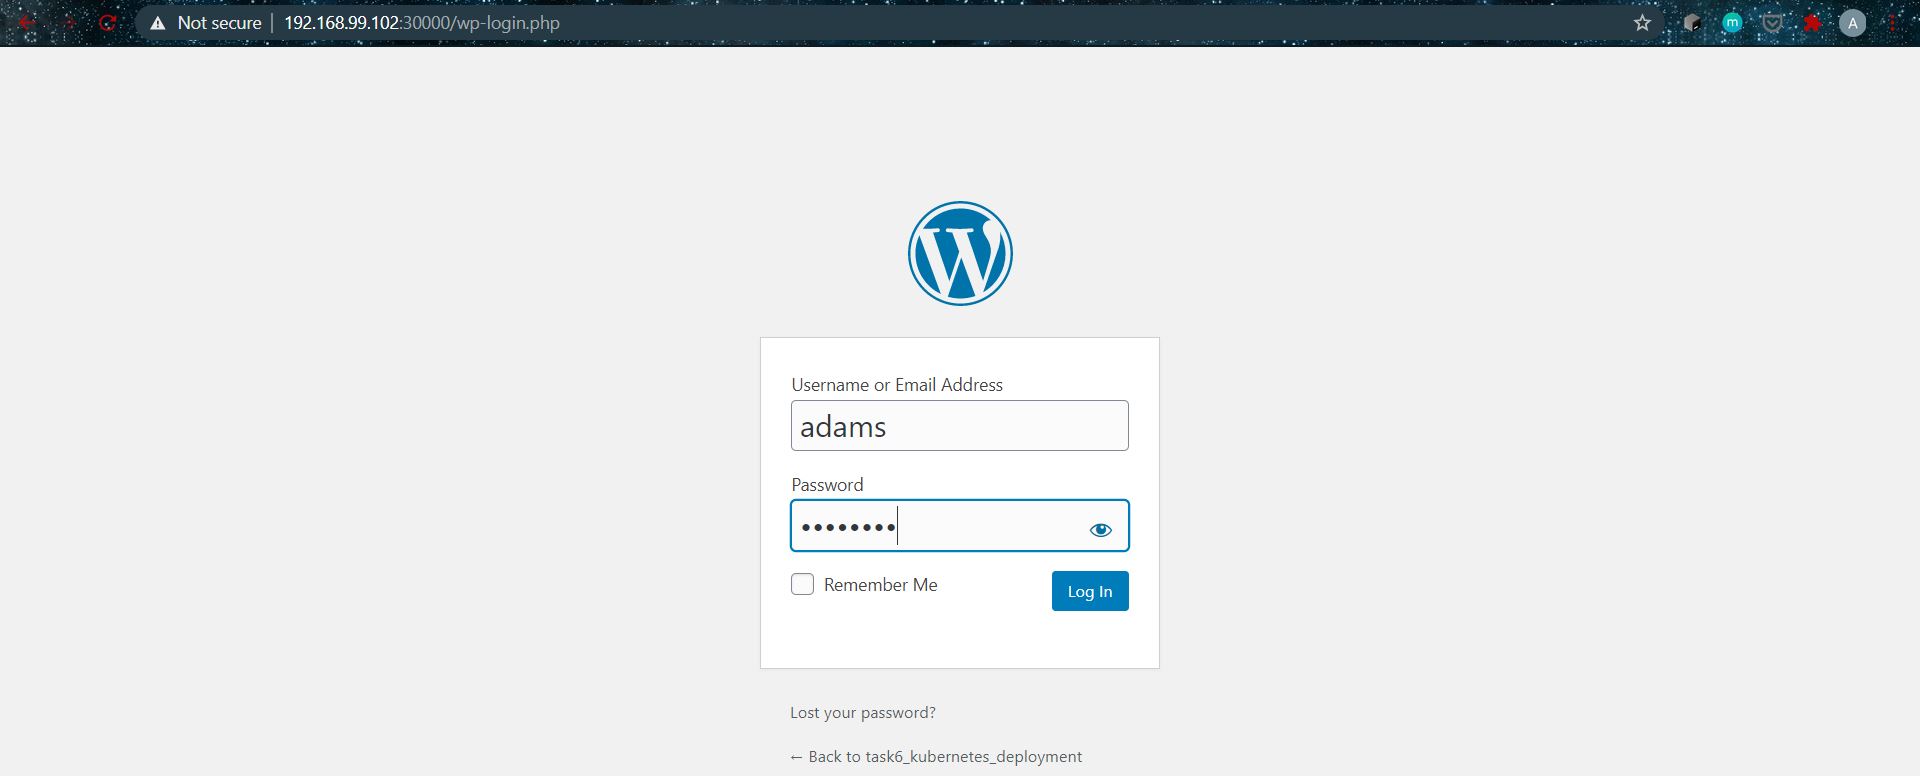 Not secure | 192.168.99.102:30000/wp-login.php
m
A
W
Username or Email Address
adams
Password
••••••••
Remember Me
Log In
Lost your password?
← Back to task6_kubernetes_deployment